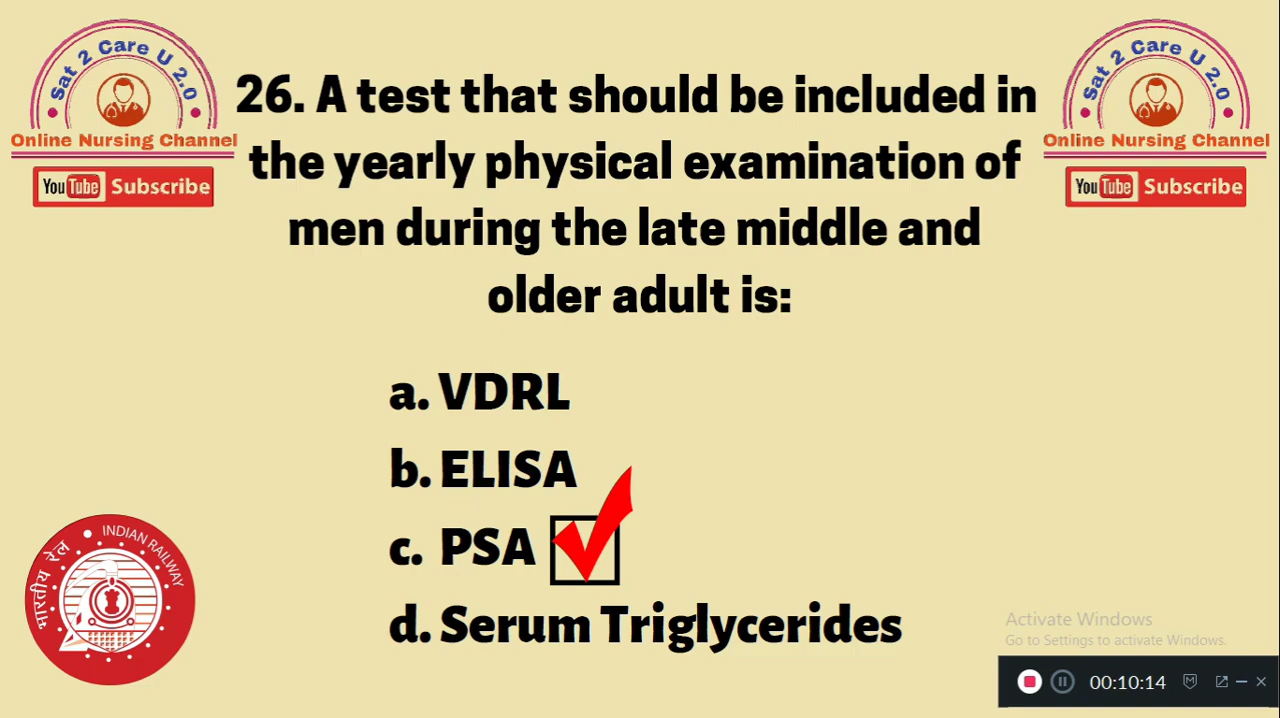 Sat 2 Care U 2.0
Online Nursing Channel
YouTube Subscribe
Sat 2 Care U 2.0
Online Nursing Channel
YouTube Subscribe
26. A test that should be included in
the yearly physical examination of
men during the late middle and
older adult is:
a. VDRL
b. ELISA
c. PSA
d. Serum Triglycerides
भारतीय रेल INDIAN RAILWAY
Activate Windows
Go to Settings to activate Windows.
00:10:14